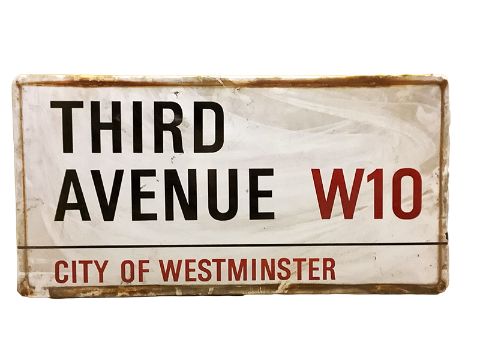 THIRD
AVENUE W10
CITY OF WESTMINSTER